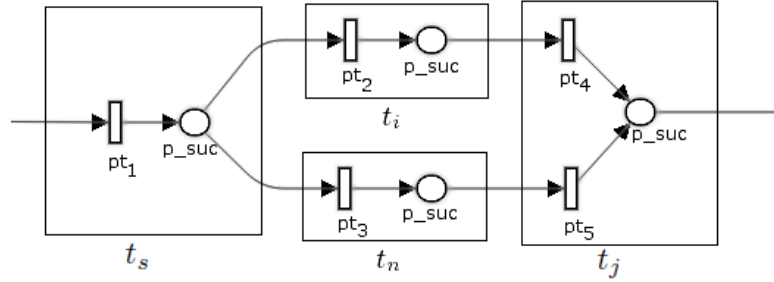 pt₂ p_suc
tᵢ
pt₁ p_suc
tₛ
pt₃ p_suc
tₙ
pt₄
p_suc
pt₅
tⱼ